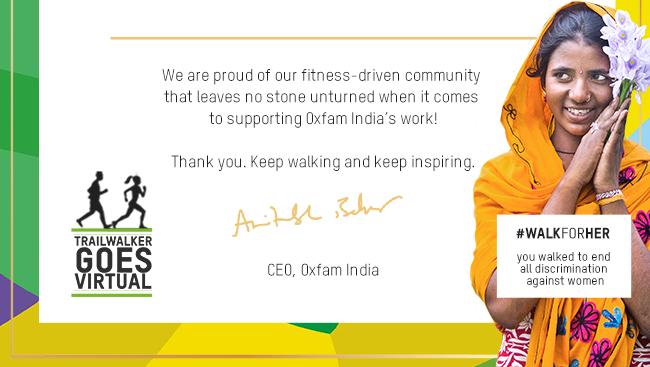 We are proud of our fitness-driven community
that leaves no stone unturned when it comes
to supporting Oxfam India's work!
Thank you. Keep walking and keep inspiring.
CEO, Oxfam India
TRAILWALKER
GOES
VIRTUAL
#WALKFORHER
you walked to end
all discrimination
against women